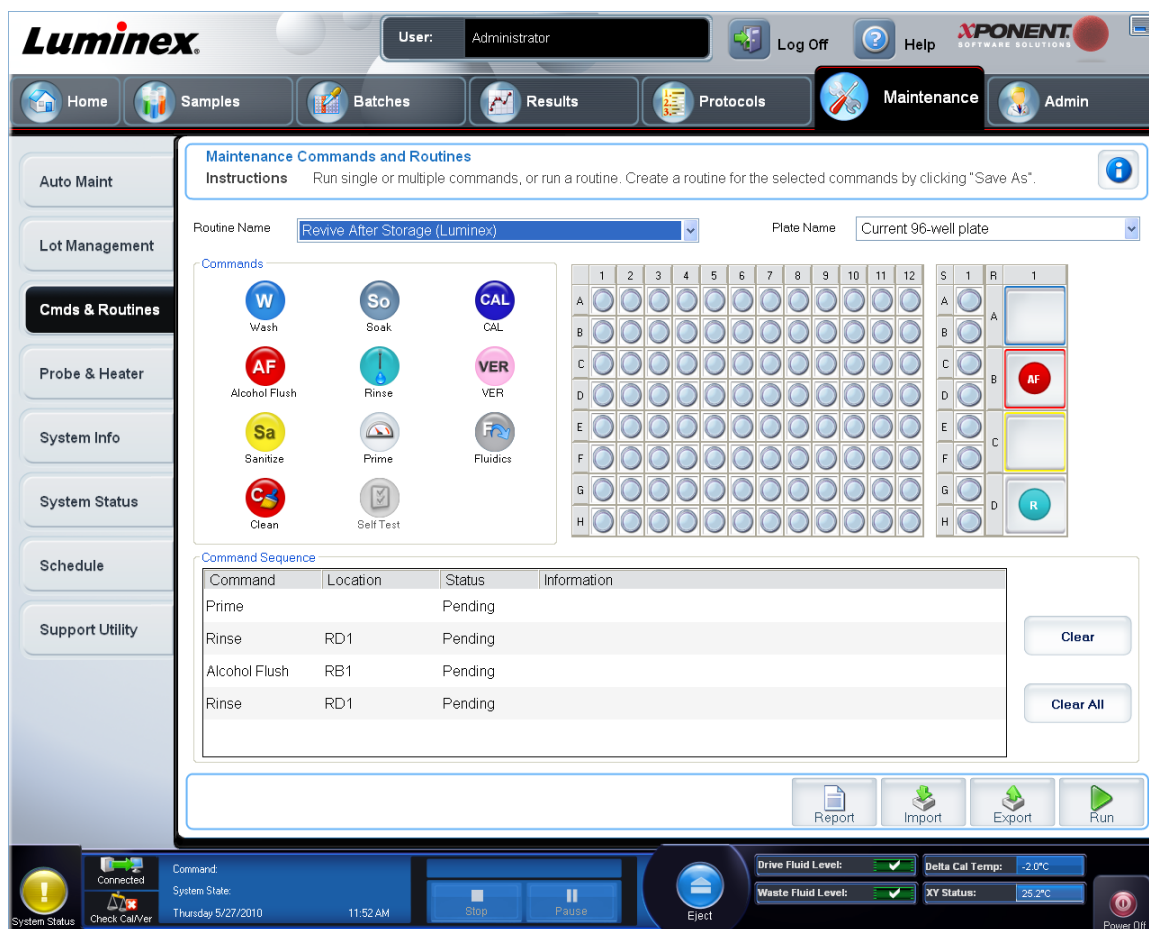 Luminex.
User: Administrator
Log Off
Help
XPONENT.
SOFTWARE SOLUTIONS
Home
Samples
Batches
Results
Protocols
Maintenance
Admin
Auto Maint
Lot Management
Cmds & Routines
Probe & Heater
System Info
System Status
Schedule
Support Utility
Maintenance Commands and Routines
Instructions Run single or multiple commands, or run a routine. Create a routine for the selected commands by clicking "Save As".
Routine Name Revive After Storage (Luminex)
Plate Name Current 96-well plate
Commands
W So CAL
Wash Soak CAL
AF VER
Alcohol Flush Rinse VER
Sa F
Sanitize Prime Fluidics
C
Clean Self Test
1 2 3 4 5 6 7 8 9 10 11 12
A
B
C
D
E
F
G
H
S 1 R 1
A
B
C
D
E
F
G
H
A
B AF
C
D R
Command Sequence
Command Location Status Information
Prime Pending
Rinse RD1 Pending
Alcohol Flush RB1 Pending
Rinse RD1 Pending
Clear
Clear All
Report
Import
Export
Run
System Status
Connected
Check Cal/Ver
Command:
System State:
Thursday 5/27/2010 11:52 AM
Stop
Pause
Eject
Drive Fluid Level:
Waste Fluid Level:
Delta Cal Temp: -2.0°C
XY Status: 25.2°C
Power Off